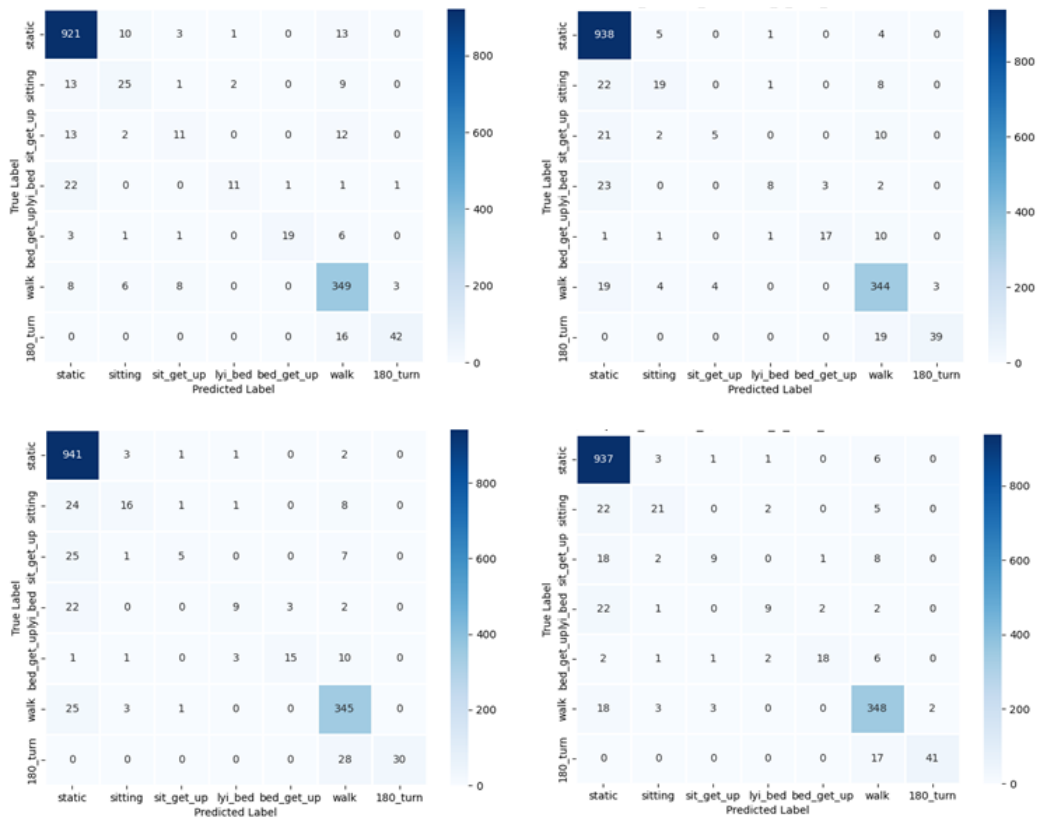 static 921 10 3 1 0 13 0
sitting 13 25 1 2 0 9 0
sit_get_up 13 2 11 0 0 12 0
lyi_bed 22 0 0 11 1 1 1
bed_get_up 3 1 1 0 19 6 0
walk 8 6 8 0 0 349 3
180_turn 0 0 0 0 0 16 42
static sitting sit_get_up lyi_bed bed_get_up walk 180_turn
Predicted Label
True Label
800
600
400
200
0
static 938 5 0 1 0 4 0
sitting 22 19 0 1 0 8 0
sit_get_up 21 2 5 0 0 10 0
lyi_bed 23 0 0 8 3 2 0
bed_get_up 1 1 0 1 17 10 0
walk 19 4 4 0 0 344 3
180_turn 0 0 0 0 0 19 39
static sitting sit_get_up lyi_bed bed_get_up walk 180_turn
Predicted Label
True Label
800
600
400
200
0
static 941 3 1 1 0 2 0
sitting 24 16 1 1 0 8 0
sit_get_up 25 1 5 0 0 7 0
lyi_bed 22 0 0 9 3 2 0
bed_get_up 1 1 0 3 15 10 0
walk 25 3 1 0 0 345 0
180_turn 0 0 0 0 0 28 30
static sitting sit_get_up lyi_bed bed_get_up walk 180_turn
Predicted Label
True Label
800
600
400
200
0
static 937 3 1 1 0 6 0
sitting 22 21 0 2 0 5 0
sit_get_up 18 2 9 0 1 8 0
lyi_bed 22 1 0 9 2 2 0
bed_get_up 2 1 1 2 18 6 0
walk 18 3 3 0 0 348 2
180_turn 0 0 0 0 0 17 41
static sitting sit_get_up lyi_bed bed_get_up walk 180_turn
Predicted Label
True Label
800
600
400
200
0